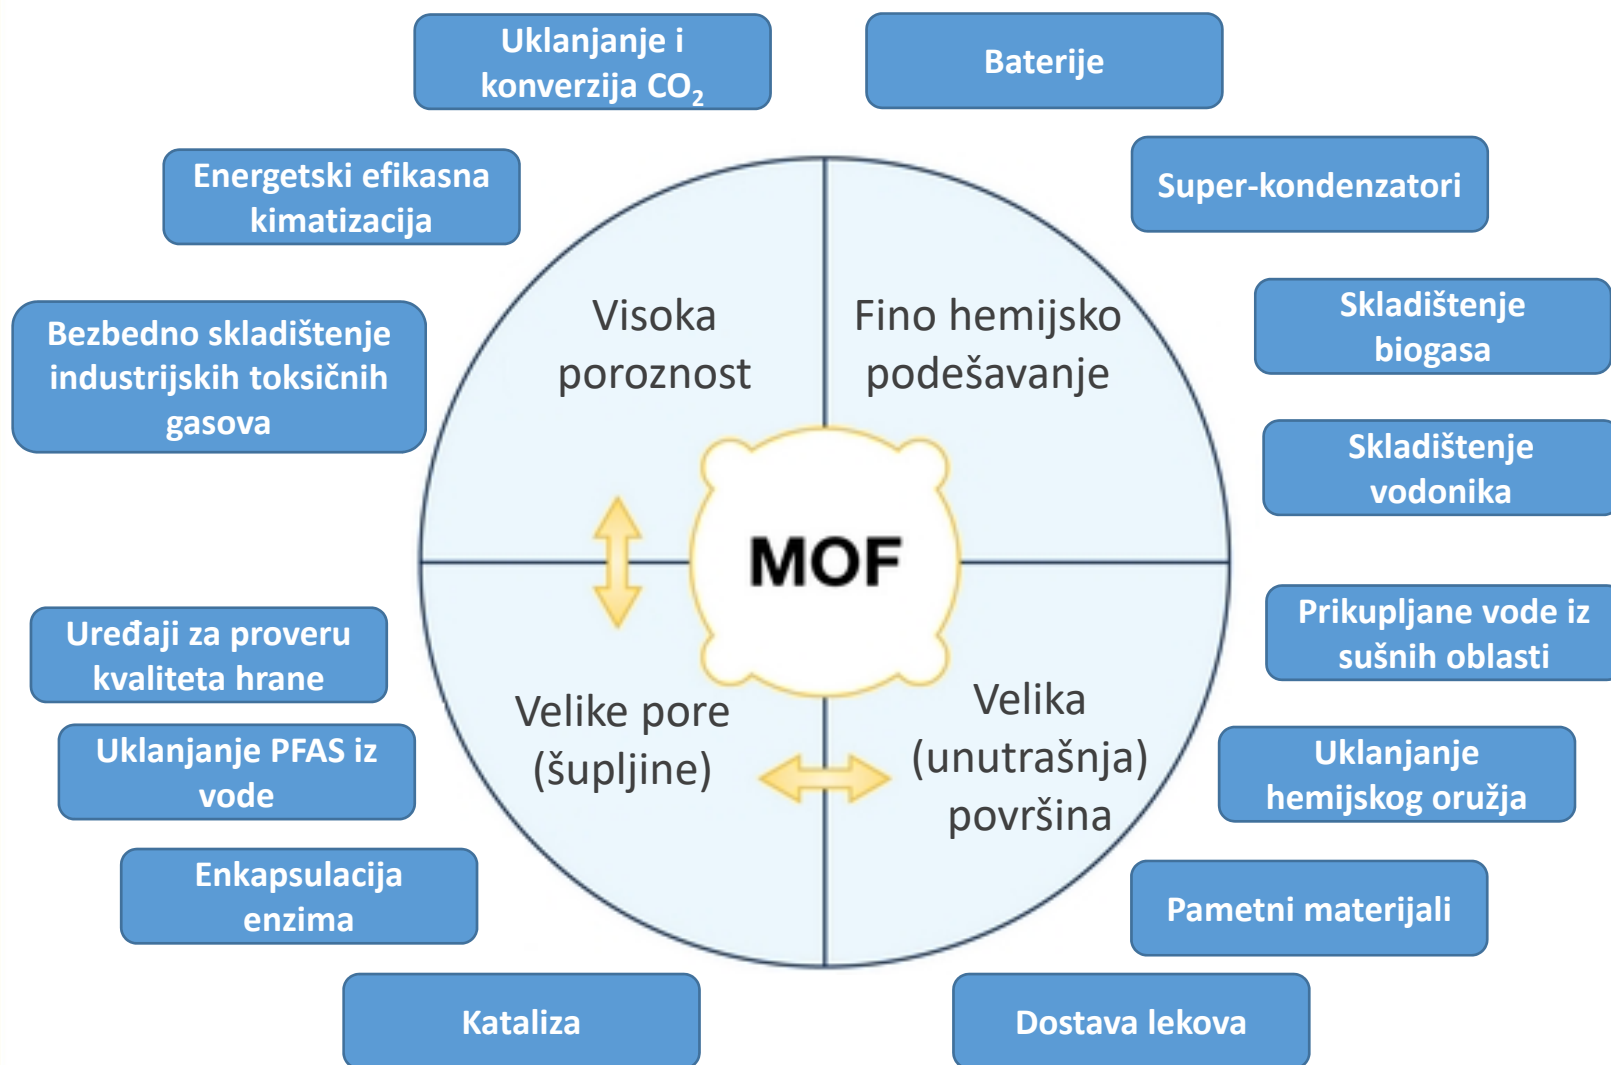 Uklanjanje i
konverzija CO₂
Baterije
Energetski efikasna
kimatizacija
Super-kondenzatori
Bezbedno skladištenje
industrijskih toksičnih
gasova
Skladištenje
biogasa
Visoka
poroznost
Fino hemijsko
podešavanje
Skladištenje
vodonika
MOF
Uređaji za proveru
kvaliteta hrane
Prikupljane vode iz
sušnih oblasti
Velike pore
(šupljine)
Velika
(unutrašnja)
površina
Uklanjanje PFAS iz
vode
Uklanjanje
hemijskog oružja
Enkapsulacija
enzima
Pametni materijali
Kataliza
Dostava lekova